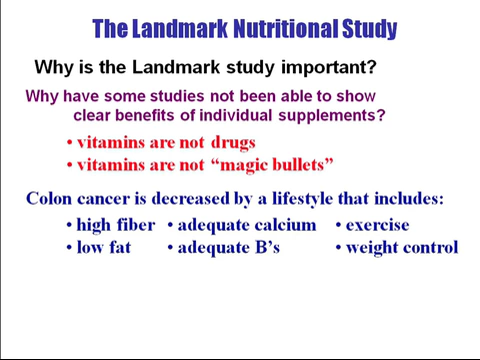 The Landmark Nutritional Study
Why is the Landmark study important?
Why have some studies not been able to show
clear benefits of individual supplements?
• vitamins are not drugs
• vitamins are not “magic bullets”
Colon cancer is decreased by a lifestyle that includes:
• high fiber • adequate calcium • exercise
• low fat • adequate B’s • weight control